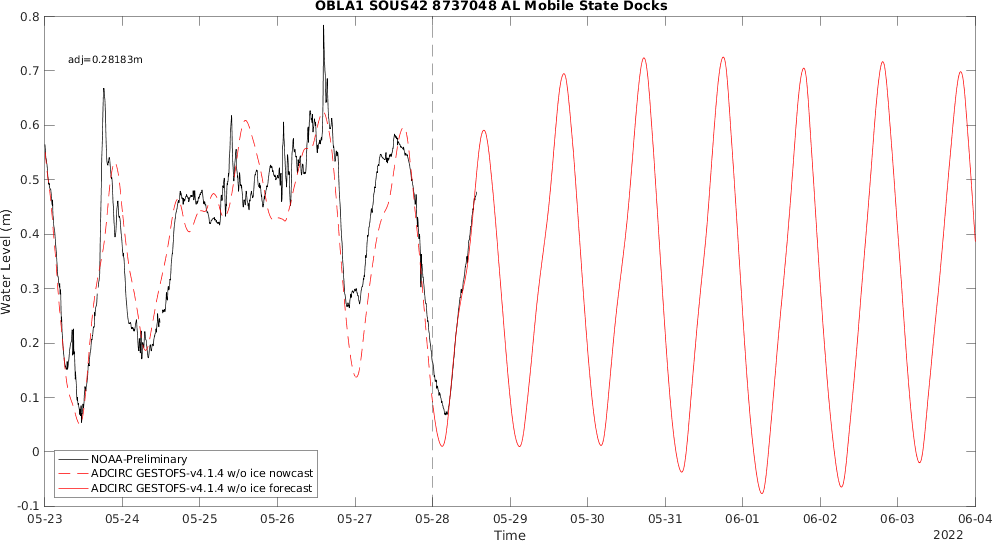 OBLA1 SOUS42 8737048 AL Mobile State Docks
0.8
0.7
0.6
0.5
0.4
0.3
0.2
0.1
0
-0.1
Water Level (m)
adj=0.28183m
NOAA-Preliminary
ADCIRC GESTOFS-v4.1.4 w/o ice nowcast
ADCIRC GESTOFS-v4.1.4 w/o ice forecast
05-23 05-24 05-25 05-26 05-27 05-28 05-29 05-30 05-31 06-01 06-02 06-03 06-04
Time
2022